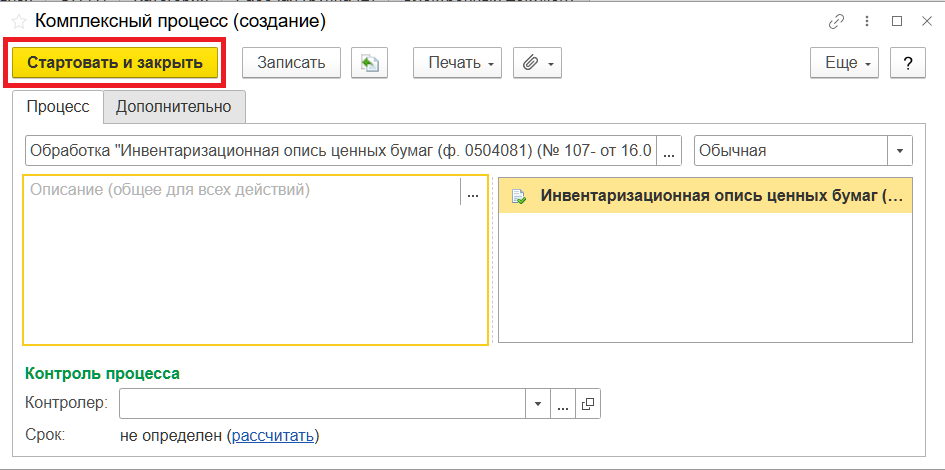 Комплексный процесс (создание)
Стартовать и закрыть Записать Печать Еще ?
Процесс Дополнительно
Обработка "Инвентаризационная опись ценных бумаг (ф. 0504081) (№ 107- от 16.0 ... Обычная
Описание (общее для всех действий) ... Инвентаризационная опись ценных бумаг (...
Контроль процесса
Контролер: ...
Срок: не определен (рассчитать)